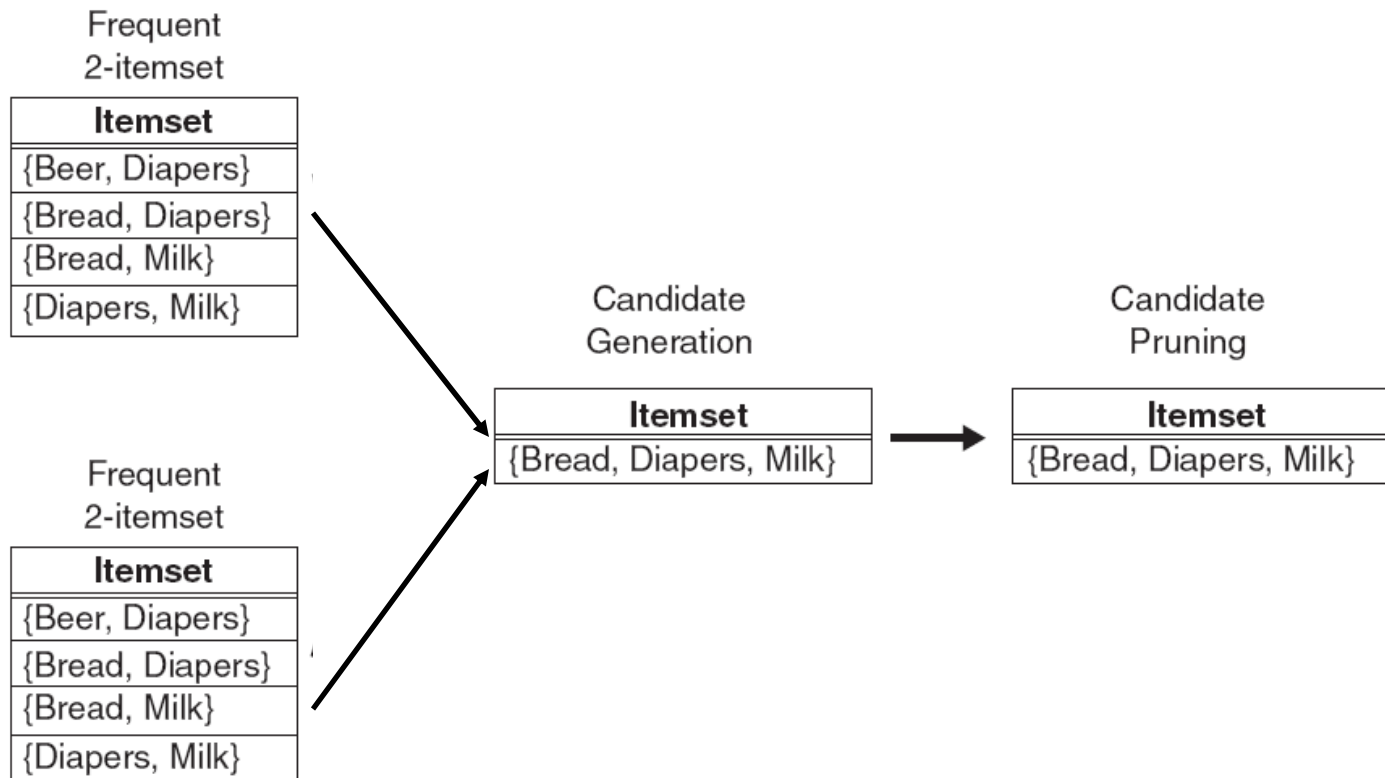 Frequent
2-itemset
Itemset
{Beer, Diapers}
{Bread, Diapers}
{Bread, Milk}
{Diapers, Milk}
Candidate
Generation
Itemset
{Bread, Diapers, Milk}
Candidate
Pruning
Itemset
{Bread, Diapers, Milk}
Frequent
2-itemset
Itemset
{Beer, Diapers}
{Bread, Diapers}
{Bread, Milk}
{Diapers, Milk}